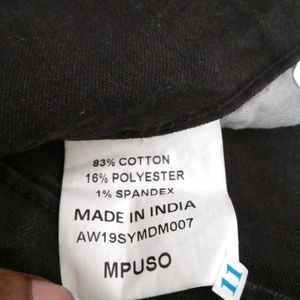 83% COTTON
16% POLYESTER
1% SPANDEX
MADE IN INDIA
AW19SYMDM007
MPUSO
11